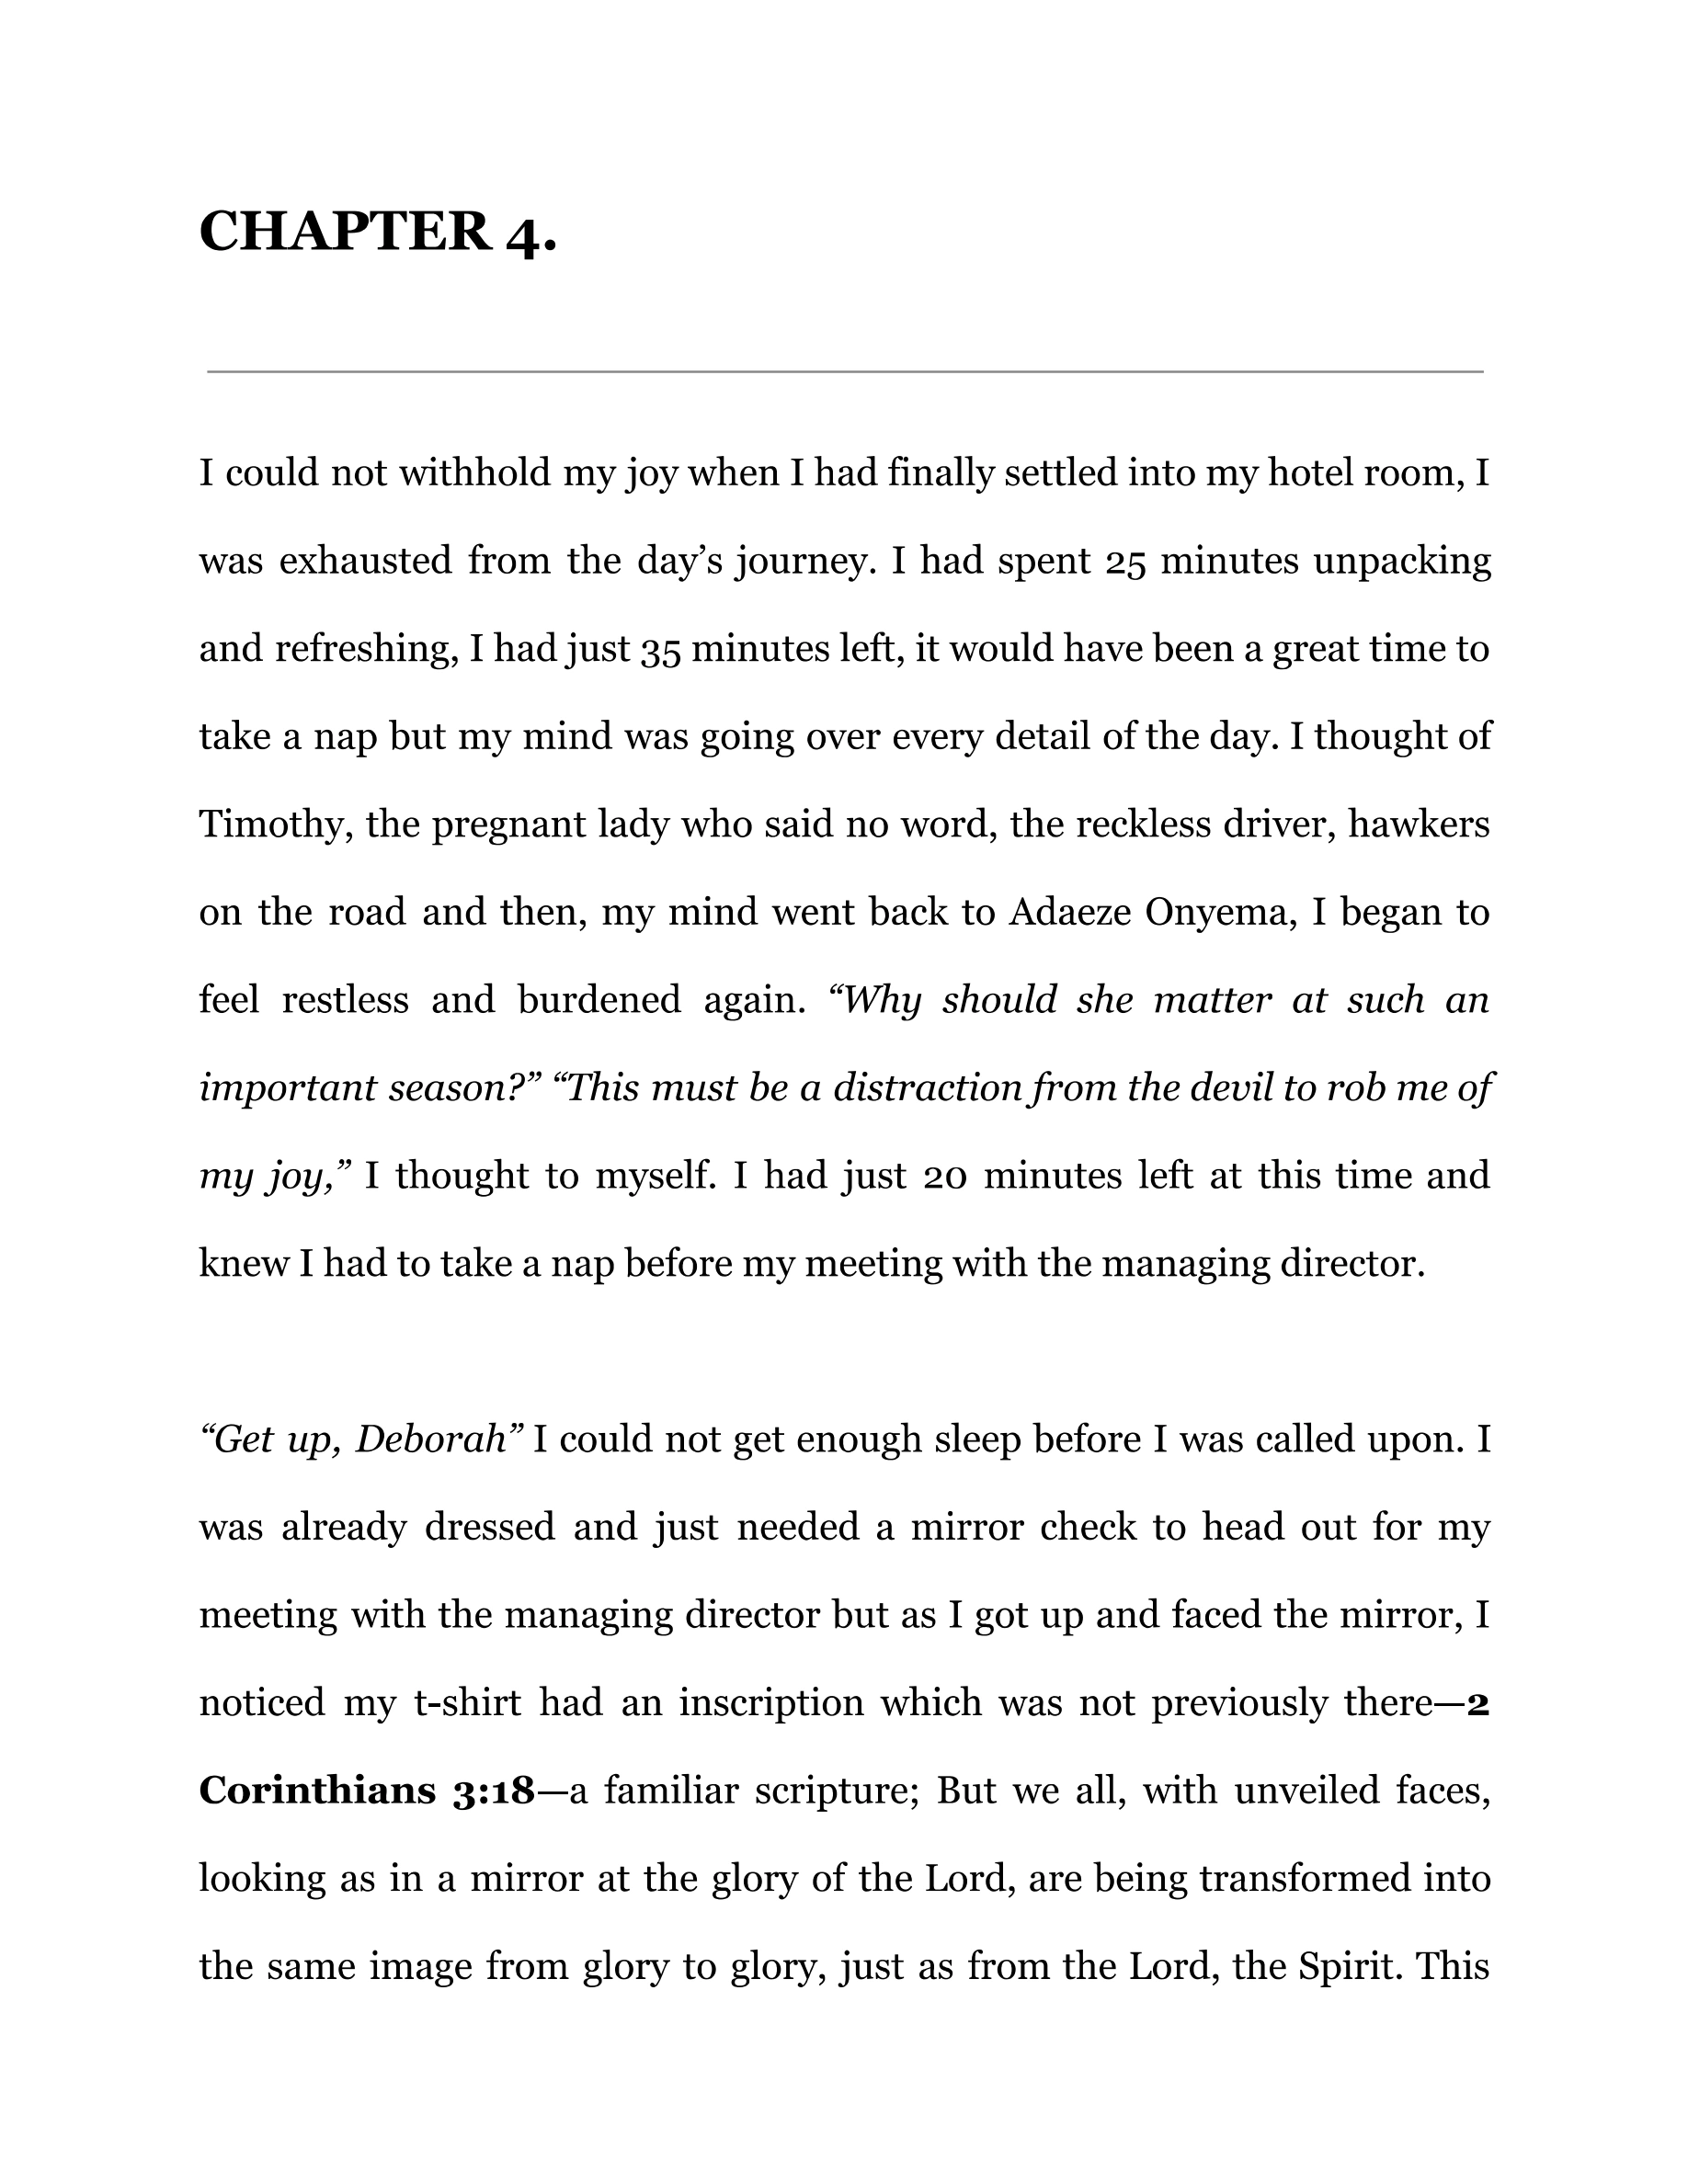 CHAPTER 4.
I could not withhold my joy when I had finally settled into my hotel room, I
was exhausted from the day’s journey. I had spent 25 minutes unpacking
and refreshing, I had just 35 minutes left, it would have been a great time to
take a nap but my mind was going over every detail of the day. I thought of
Timothy, the pregnant lady who said no word, the reckless driver, hawkers
on the road and then, my mind went back to Adaeze Onyema, I began to
feel restless and burdened again. “Why should she matter at such an
important season?” “This must be a distraction from the devil to rob me of
my joy,” I thought to myself. I had just 20 minutes left at this time and
knew I had to take a nap before my meeting with the managing director.
“Get up, Deborah” I could not get enough sleep before I was called upon. I
was already dressed and just needed a mirror check to head out for my
meeting with the managing director but as I got up and faced the mirror, I
noticed my t-shirt had an inscription which was not previously there—2
Corinthians 3:18—a familiar scripture; But we all, with unveiled faces,
looking as in a mirror at the glory of the Lord, are being transformed into
the same image from glory to glory, just as from the Lord, the Spirit. This